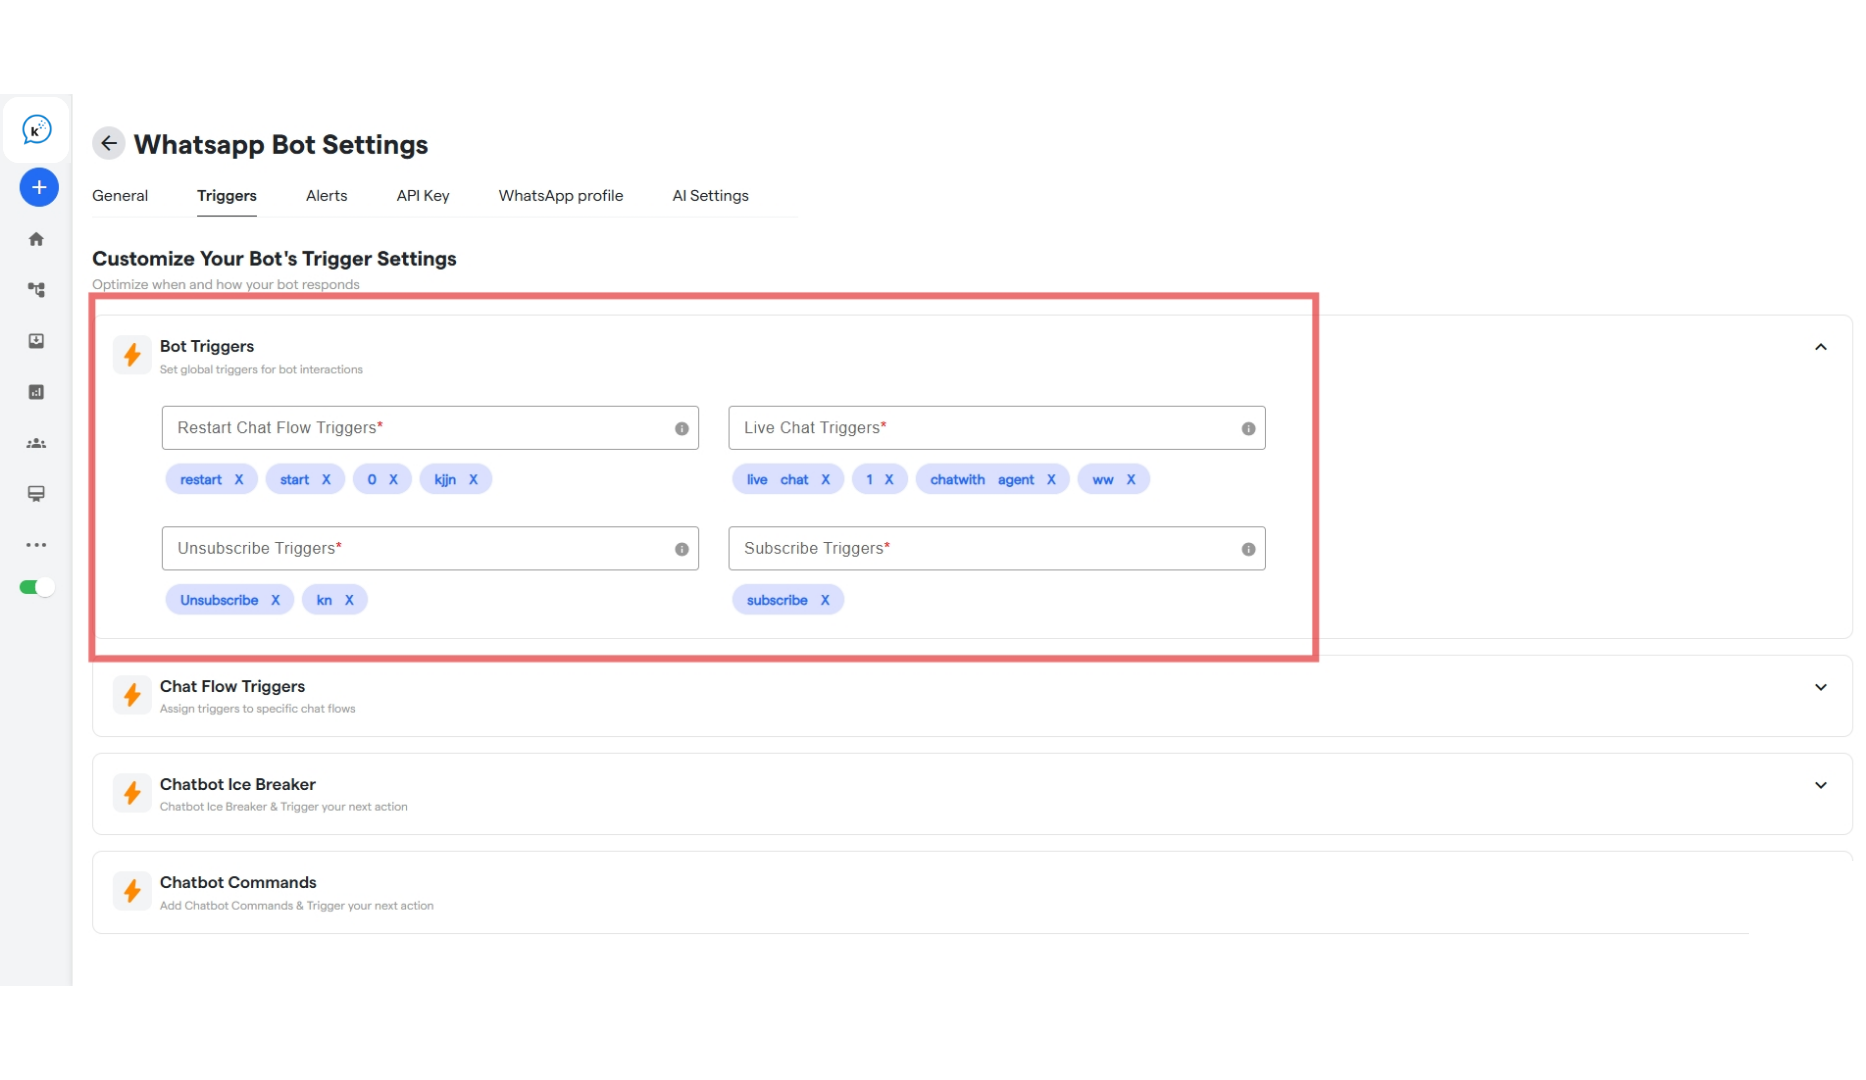 k
Whatsapp Bot Settings
General Triggers Alerts API Key WhatsApp profile AI Settings
Customize Your Bot's Trigger Settings
Optimize when and how your bot responds
Bot Triggers
Set global triggers for bot interactions
Restart Chat Flow Triggers* Live Chat Triggers*
restart X start X 0 X kjjn X live chat X 1 X chatwith agent X ww X
Unsubscribe Triggers* Subscribe Triggers*
Unsubscribe X kn X subscribe X
Chat Flow Triggers
Assign triggers to specific chat flows
Chatbot Ice Breaker
Chatbot Ice Breaker & Trigger your next action
Chatbot Commands
Add Chatbot Commands & Trigger your next action